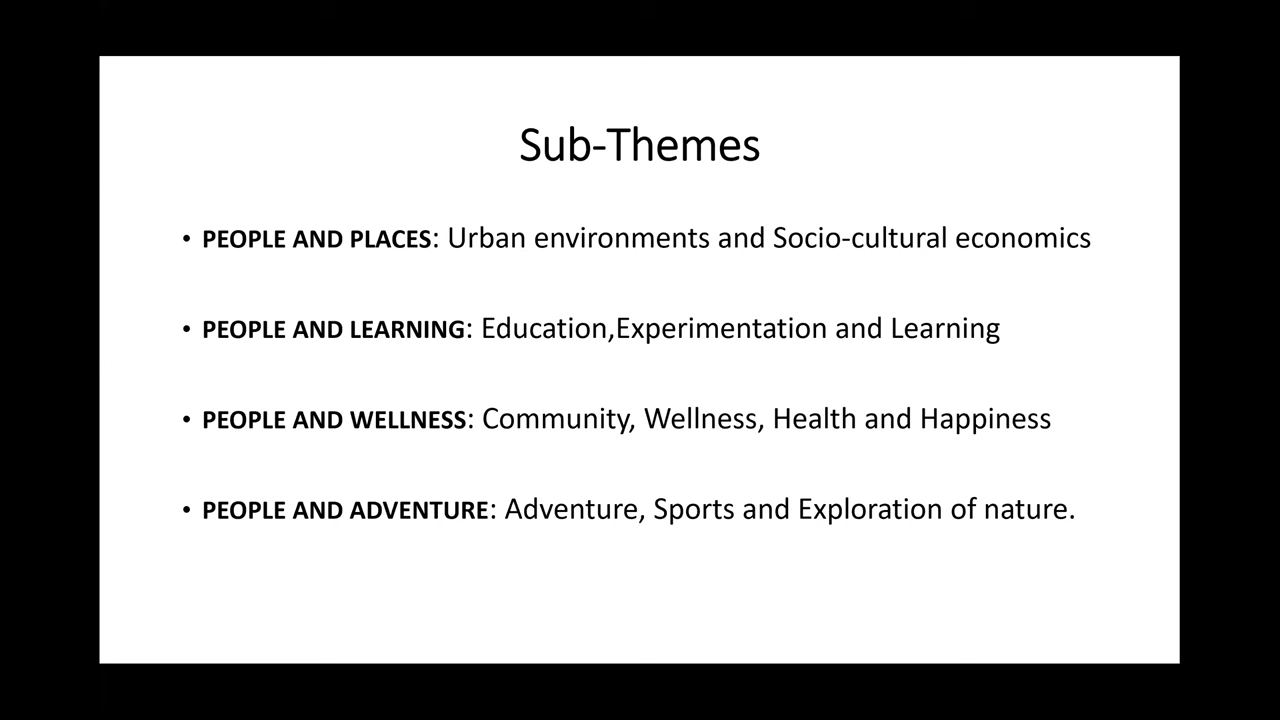 Sub-Themes
• PEOPLE AND PLACES: Urban environments and Socio-cultural economics
• PEOPLE AND LEARNING: Education,Experimentation and Learning
• PEOPLE AND WELLNESS: Community, Wellness, Health and Happiness
• PEOPLE AND ADVENTURE: Adventure, Sports and Exploration of nature.